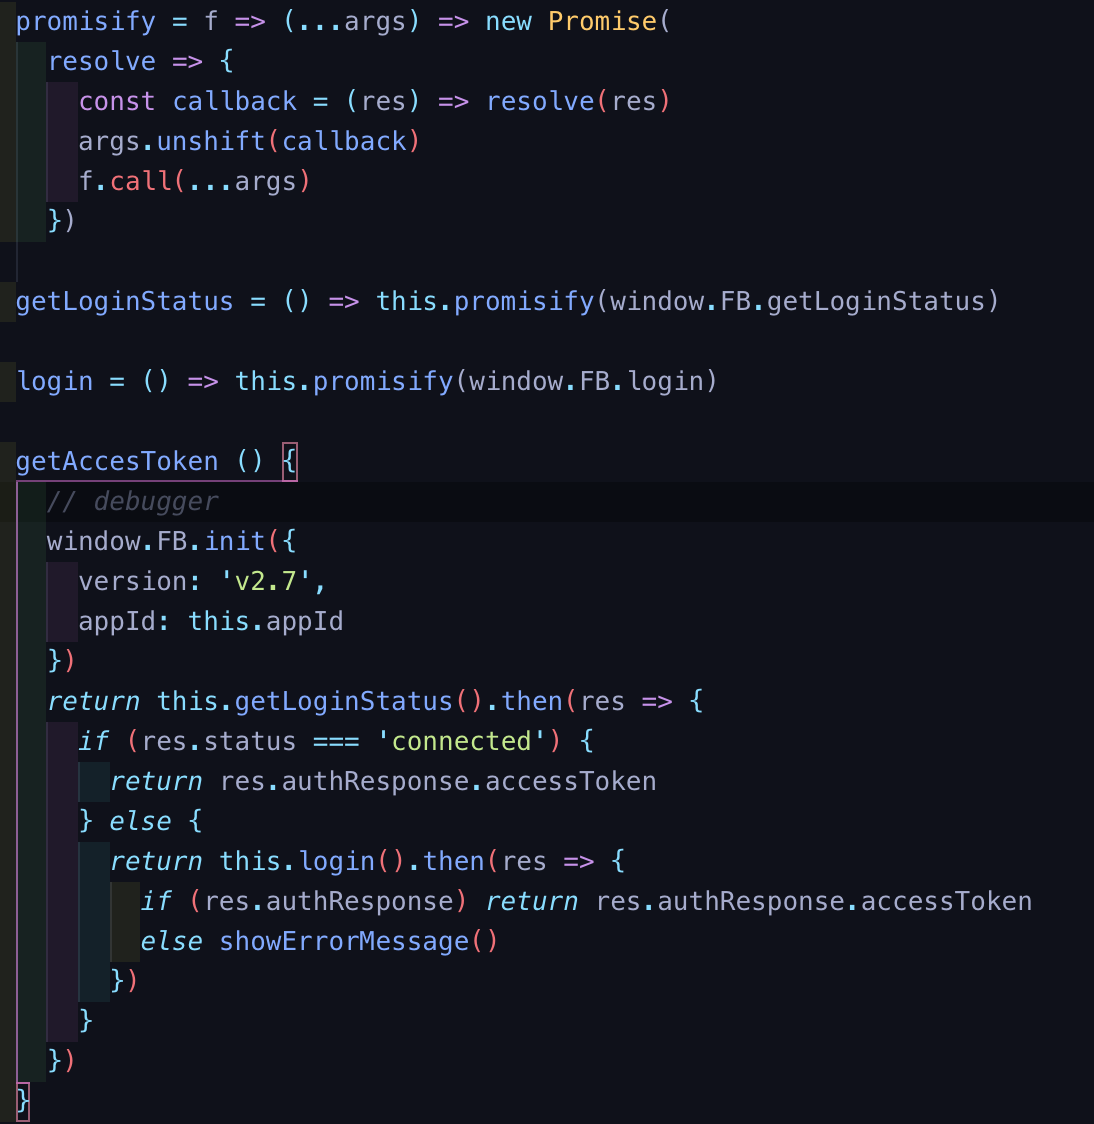 promisify = f => (...args) => new Promise(
  resolve => {
    const callback = (res) => resolve(res)
    args.unshift(callback)
    f.call(...args)
  })

getLoginStatus = () => this.promisify(window.FB.getLoginStatus)

login = () => this.promisify(window.FB.login)

getAccesToken () {
  // debugger
  window.FB.init({
    version: 'v2.7',
    appId: this.appId
  })
  return this.getLoginStatus().then(res => {
    if (res.status === 'connected') {
      return res.authResponse.accessToken
    } else {
      return this.login().then(res => {
        if (res.authResponse) return res.authResponse.accessToken
        else showErrorMessage()
      })
    }
  })
}